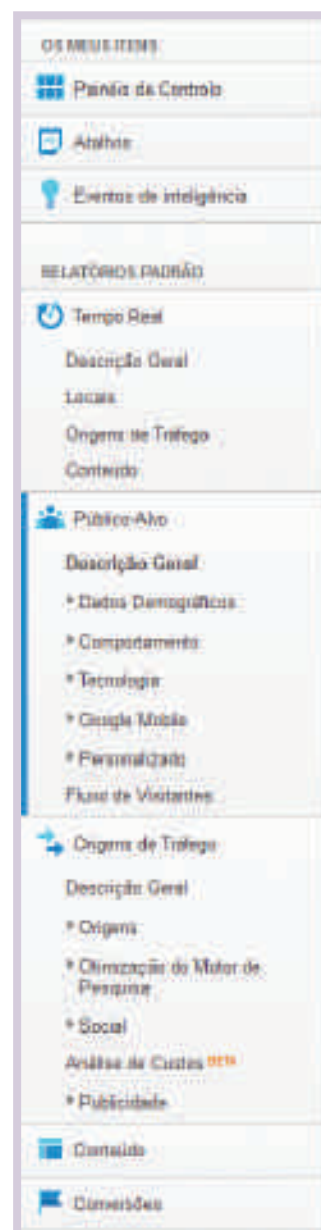 OS MEUS ITENS
Painéis de Controlo
Atalhos
Eventos de inteligência
RELATÓRIOS PADRÃO
Tempo Real
Descrição Geral
Locais
Origens de Tráfego
Conteúdo
Público-Alvo
Descrição Geral
Dados Demográficos
Comportamento
Tecnologia
Google Mobile
Personalizado
Fluxo de Visitantes
Origens de Tráfego
Descrição Geral
Origens
Otimização do Motor de
Pesquisa
Social
Análise de Custos BETA
Publicidade
Conteúdo
Conversões